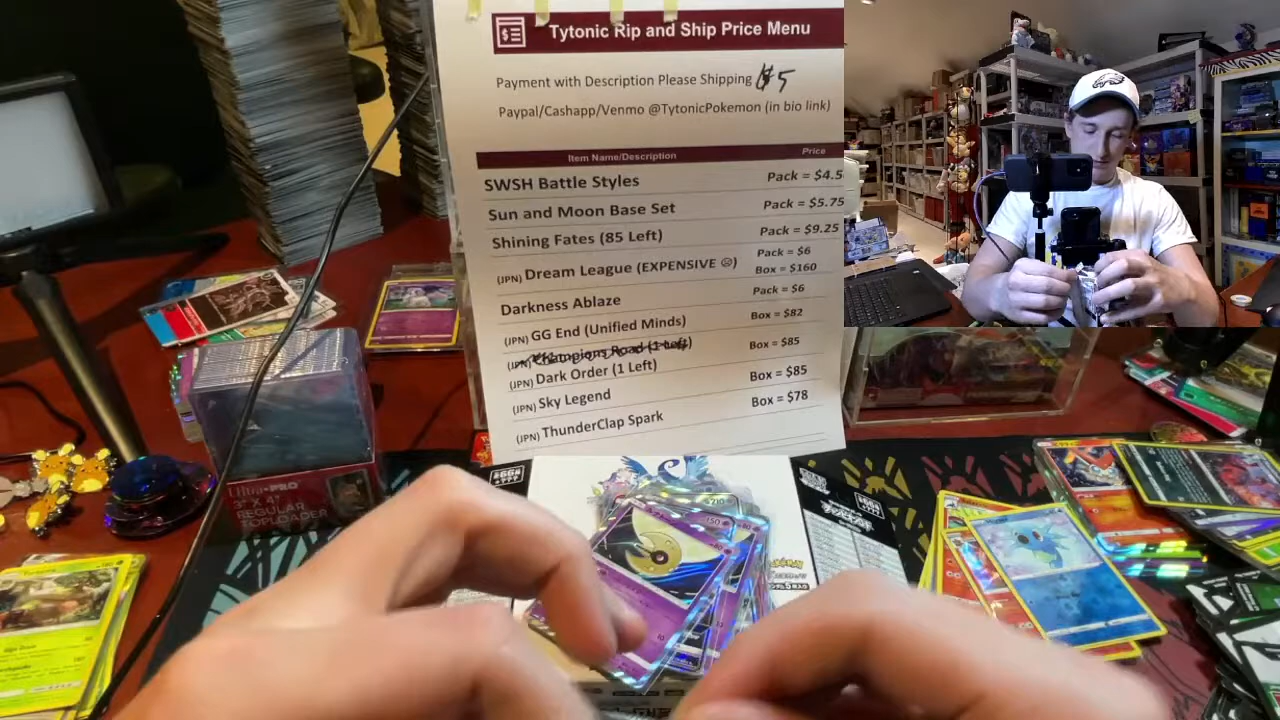 Tytonic Rip and Ship Price Menu
Payment with Description Please Shipping $5
Paypal/Cashapp/Venmo @TytonicPokemon (in bio link)
Item Name/Description Price
SWSH Battle Styles Pack = $4.5
Sun and Moon Base Set Pack = $5.75
Shining Fates (85 Left) Pack = $9.25
(JPN) Dream League (EXPENSIVE ☹) Pack = $6
Box = $160
Darkness Ablaze Pack = $6
(JPN) GG End (Unified Minds) Box = $82
(JPN) Champions Road (1 Left)
(JPN) Dark Order (1 Left) Box = $85
(JPN) Sky Legend Box = $85
(JPN) ThunderClap Spark Box = $78
Ultra-PRO
3" X 4"
REGULAR
TOPLOADER